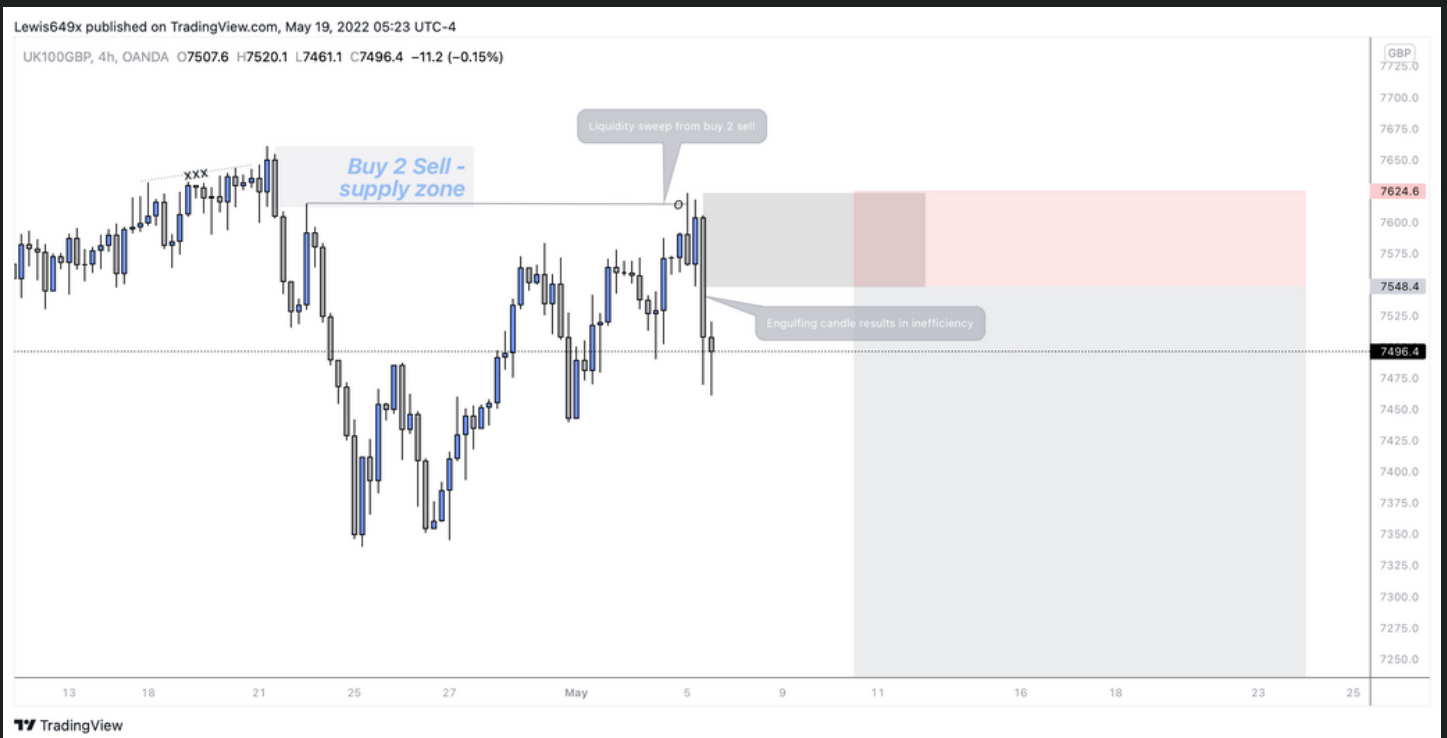 Lewis649x published on TradingView.com, May 19, 2022 05:23 UTC-4
UK100GBP, 4h, OANDA O7507.6 H7520.1 L7461.1 C7496.4 −11.2 (−0.15%)
GBP
7725.0
7700.0
Liquidity sweep from buy 2 sell
7675.0
xxx
Buy 2 Sell -
supply zone
7650.0
7624.6
O
7600.0
7575.0
7548.4
Engulfing candle results in inefficiency
7525.0
7496.4
7475.0
7450.0
7425.0
7400.0
7375.0
7350.0
7325.0
7300.0
7275.0
7250.0
13 18 21 25 27 May 5 9 11 16 18 23 25
TradingView